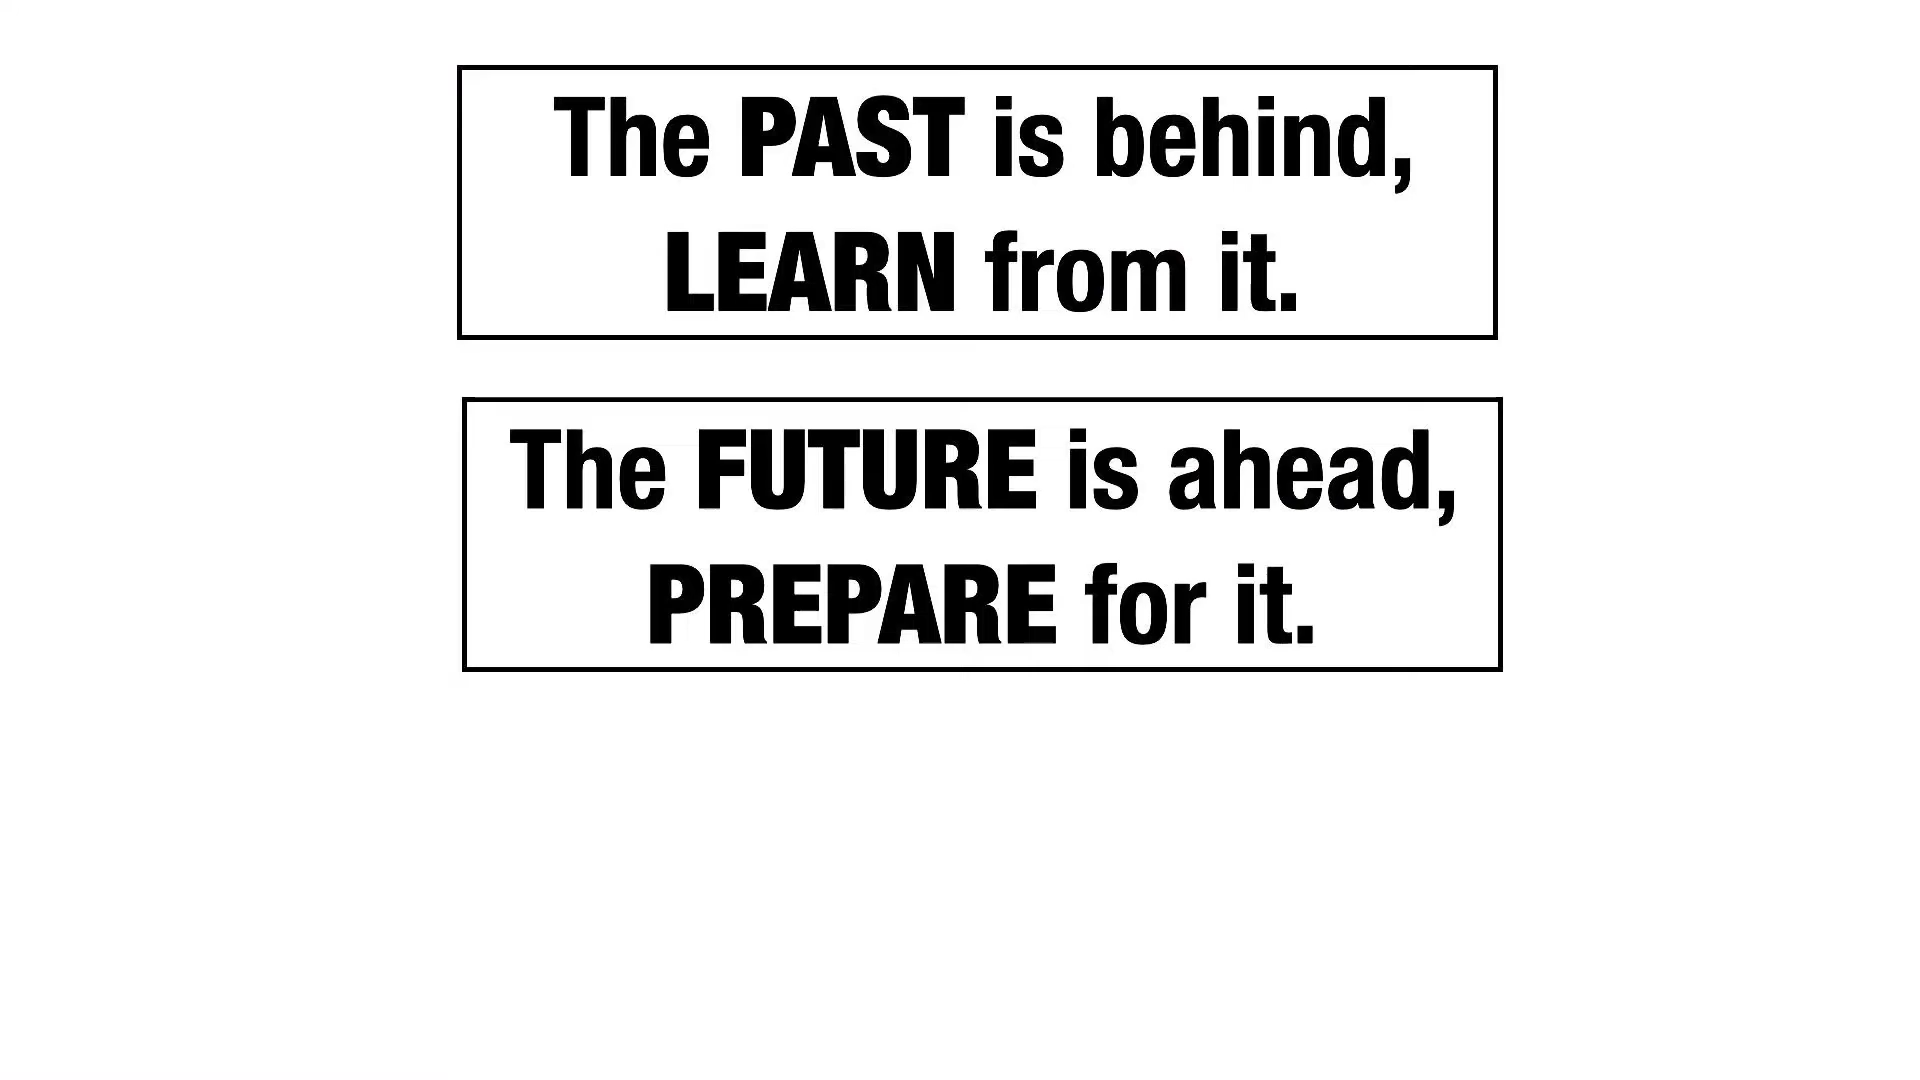 The PAST is behind,
LEARN from it.
The FUTURE is ahead,
PREPARE for it.